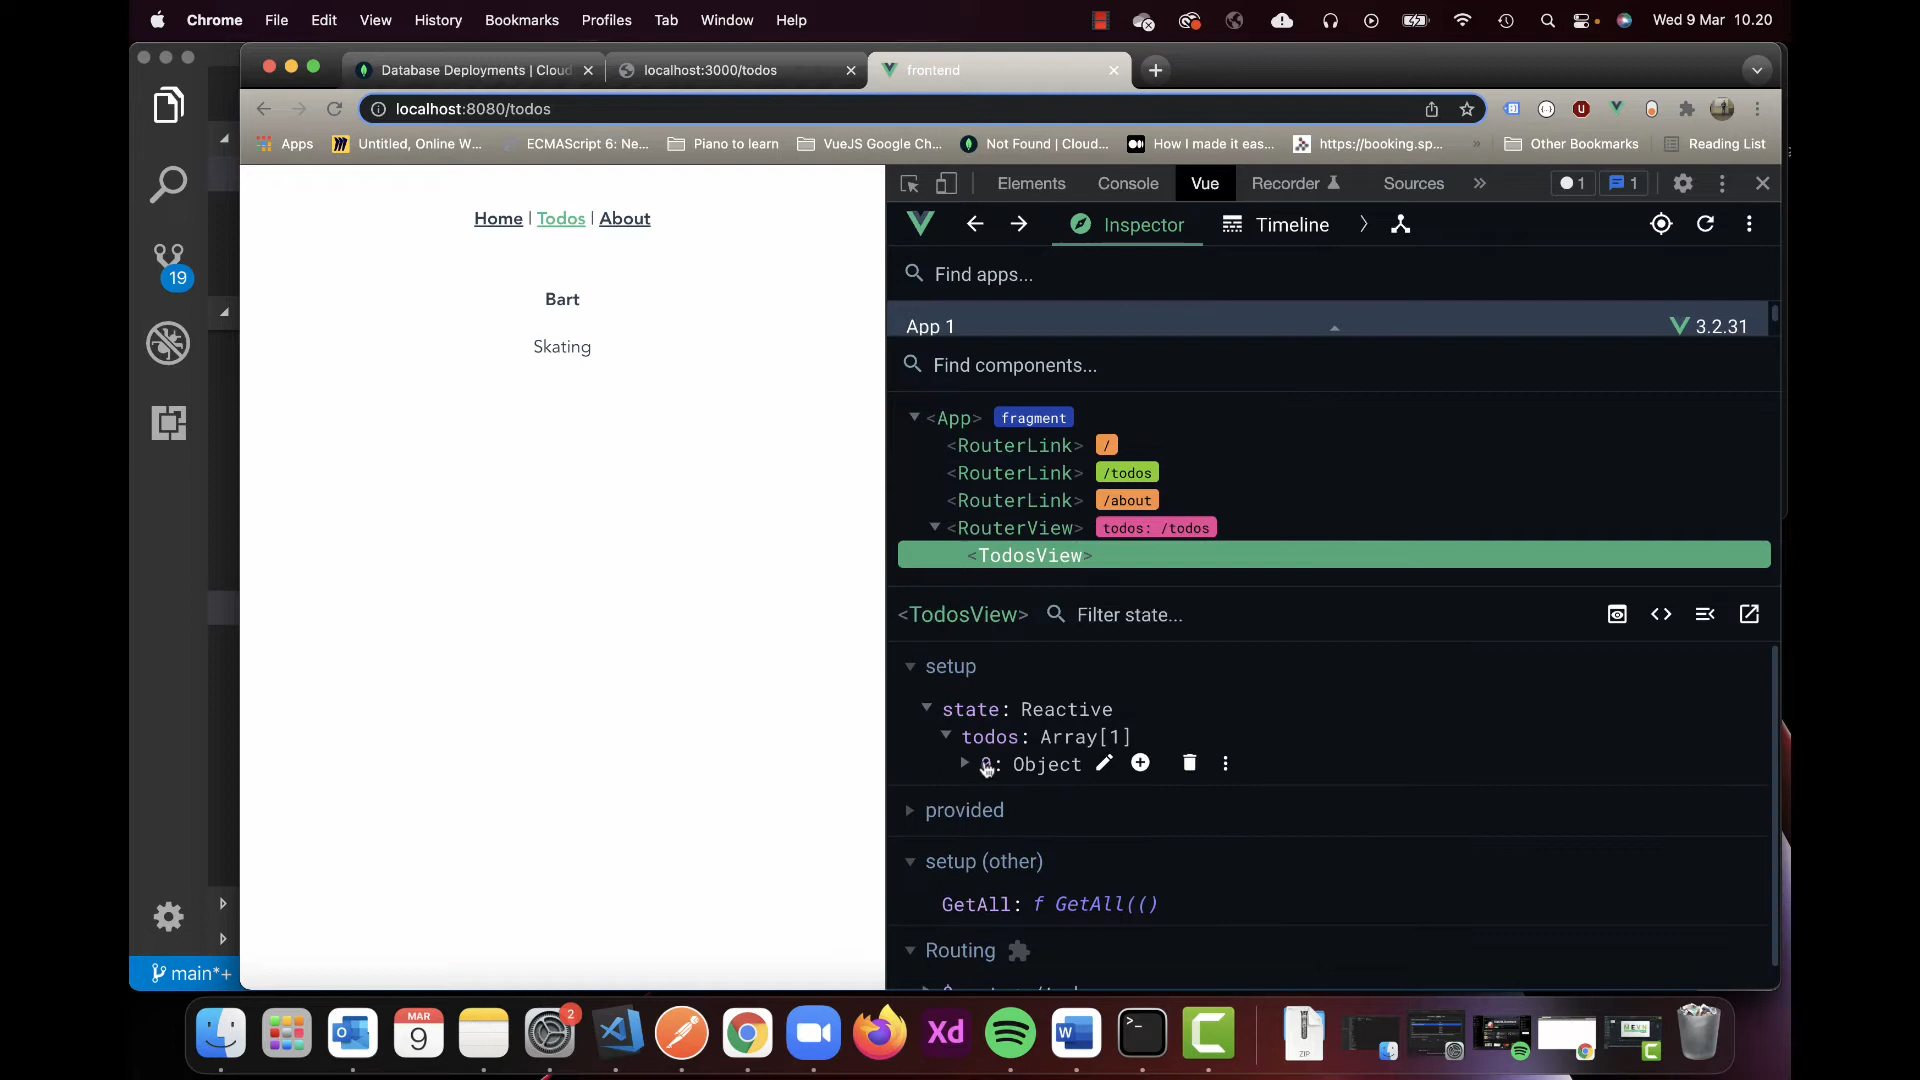 Chrome File Edit View History Bookmarks Profiles Tab Window Help Wed 9 Mar 10.20
Database Deployments | Cloud
localhost:3000/todos
frontend
localhost:8080/todos
Apps Untitled, Online W... ECMAScript 6: Ne... Piano to learn VueJS Google Ch... Not Found | Cloud... How I made it eas... https://booking.sp... » Other Bookmarks Reading List
Home | Todos | About
Bart
Skating
Elements Console Vue Recorder Sources » 1 1
Inspector Timeline
Find apps...
App 1 3.2.31
Find components...
<App> fragment
<RouterLink> /
<RouterLink> /todos
<RouterLink> /about
<RouterView> todos: /todos
<TodosView>
<TodosView> Filter state...
setup
state: Reactive
todos: Array[1]
0: Object
provided
setup (other)
GetAll: f GetAll(()
Routing
19
main*+
MAR
9
2
Xd
W
ZIP